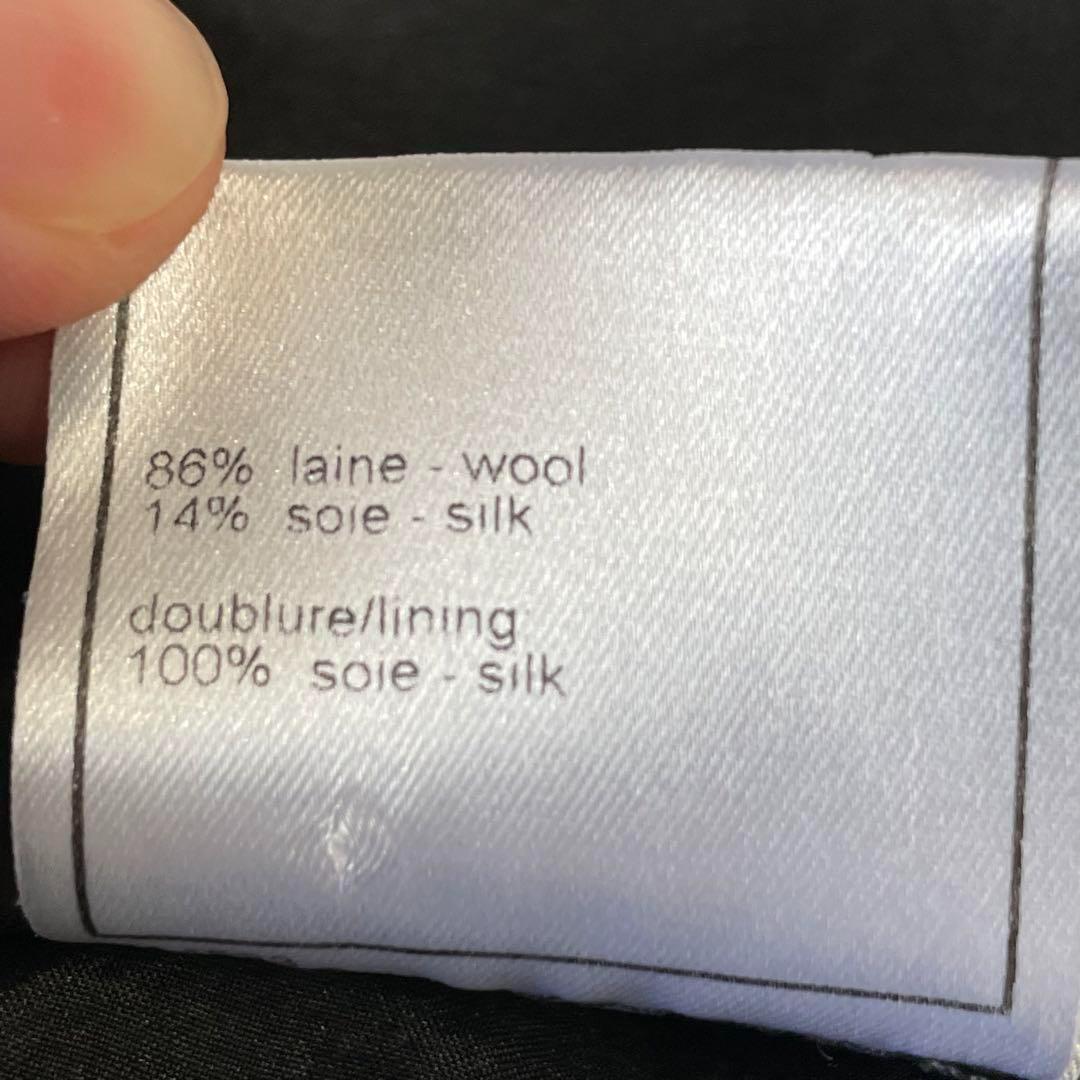 86% laine - wool
14% soie - silk
doublure/lining
100% soie - silk